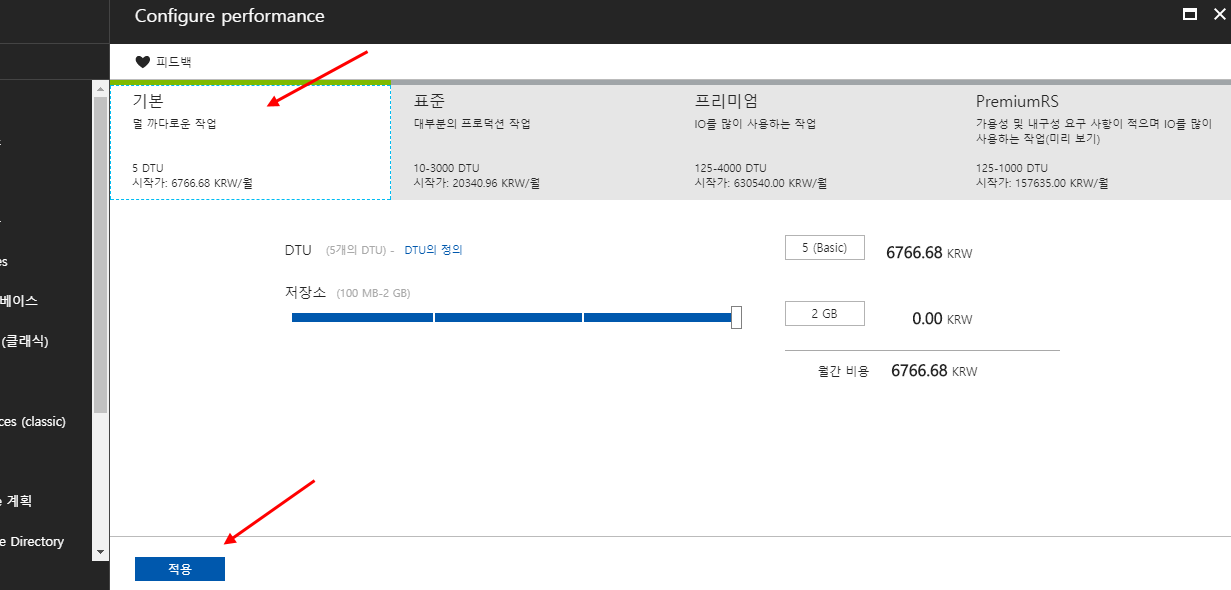 Configure performance
피드백
기본
덜 까다로운 작업
5 DTU
시작가: 6766.68 KRW/월
표준
대부분의 프로덕션 작업
10-3000 DTU
시작가: 20340.96 KRW/월
프리미엄
IO를 많이 사용하는 작업
125-4000 DTU
시작가: 630540.00 KRW/월
PremiumRS
가용성 및 내구성 요구 사항이 적으며 IO를 많이
사용하는 작업(미리 보기)
125-1000 DTU
시작가: 157635.00 KRW/월
es
베이스
(클래식)
ces (classic)
계획
e Directory
DTU (5개의 DTU) - DTU의 정의
5 (Basic) 6766.68 KRW
저장소 (100 MB-2 GB)
2 GB 0.00 KRW
월간 비용 6766.68 KRW
적용